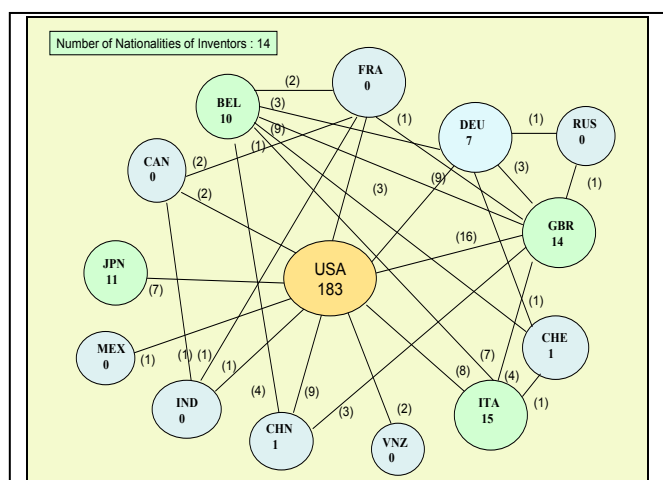 Number of Nationalities of Inventors : 14
FRA
0
(2)
BEL
10
(3)
(1)
DEU
7
(1)
RUS
0
(9)
CAN
0
(2)
(1)
(3)
(9)
(3)
(1)
(2)
GBR
14
(16)
USA
183
JPN
11
(7)
(1)
CHE
1
MEX
0
(1)
(1)
(1)
(1)
(7)
(8)
(4)
IND
0
(4)
(9)
(3)
(2)
(1)
ITA
15
CHN
1
VNZ
0